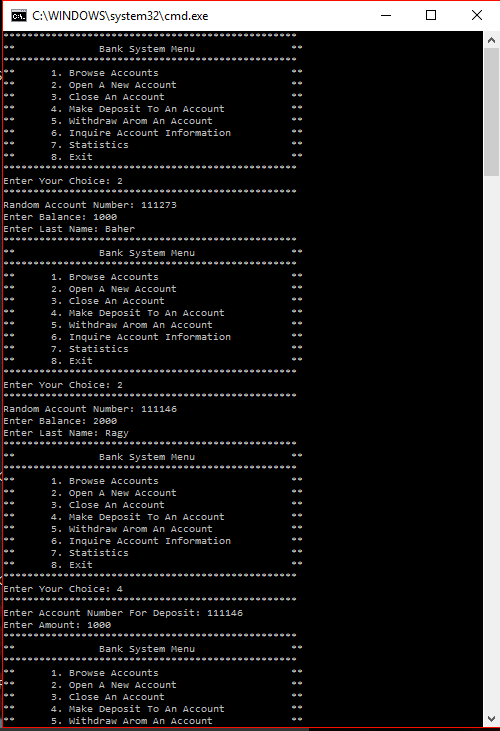 C:\WINDOWS\system32\cmd.exe
*************************************************
** Bank System Menu **
*************************************************
** 1. Browse Accounts **
** 2. Open A New Account **
** 3. Close An Account **
** 4. Make Deposit To An Account **
** 5. Withdraw Arom An Account **
** 6. Inquire Account Information **
** 7. Statistics **
** 8. Exit **
*************************************************
Enter Your Choice: 2
*************************************************
Random Account Number: 111273
Enter Balance: 1000
Enter Last Name: Baher
*************************************************
** Bank System Menu **
*************************************************
** 1. Browse Accounts **
** 2. Open A New Account **
** 3. Close An Account **
** 4. Make Deposit To An Account **
** 5. Withdraw Arom An Account **
** 6. Inquire Account Information **
** 7. Statistics **
** 8. Exit **
*************************************************
Enter Your Choice: 2
*************************************************
Random Account Number: 111146
Enter Balance: 2000
Enter Last Name: Ragy
*************************************************
** Bank System Menu **
*************************************************
** 1. Browse Accounts **
** 2. Open A New Account **
** 3. Close An Account **
** 4. Make Deposit To An Account **
** 5. Withdraw Arom An Account **
** 6. Inquire Account Information **
** 7. Statistics **
** 8. Exit **
*************************************************
Enter Your Choice: 4
*************************************************
Enter Account Number For Deposit: 111146
Enter Amount: 1000
*************************************************
** Bank System Menu **
*************************************************
** 1. Browse Accounts **
** 2. Open A New Account **
** 3. Close An Account **
** 4. Make Deposit To An Account **
** 5. Withdraw Arom An Account **